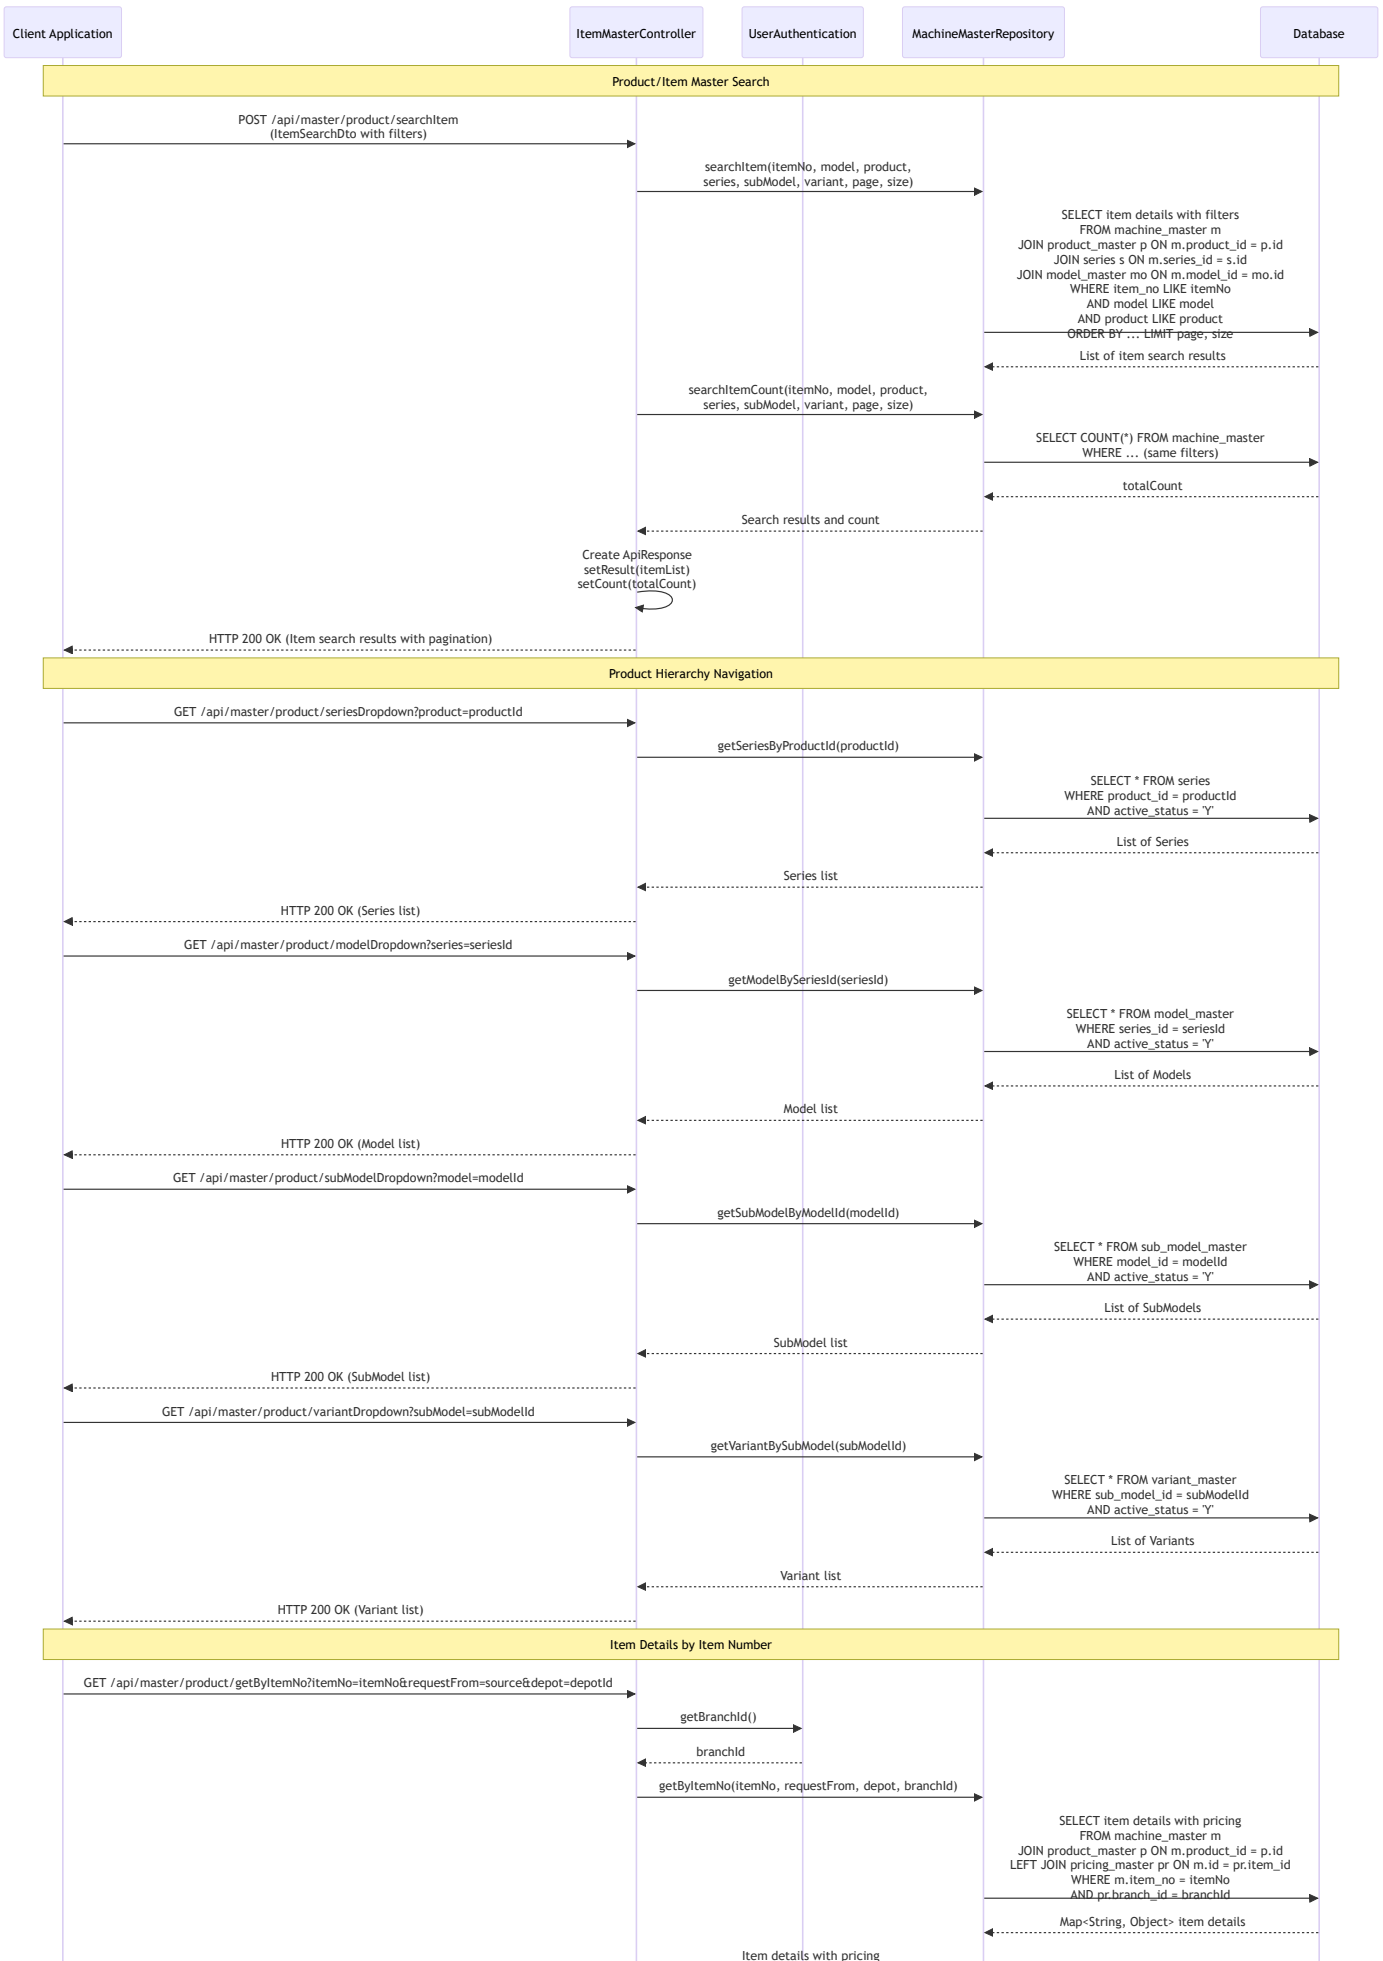 Client Application
ItemMasterController
UserAuthentication
MachineMasterRepository
Database
Product/Item Master Search
POST /api/master/product/searchItem
(ItemSearchDto with filters)
searchItem(itemNo, model, product,
series, subModel, variant, page, size)
SELECT item details with filters
FROM machine_master m
JOIN product_master p ON m.product_id = p.id
JOIN series s ON m.series_id = s.id
JOIN model_master mo ON m.model_id = mo.id
WHERE item_no LIKE itemNo
AND model LIKE model
AND product LIKE product
ORDER BY ... LIMIT page, size
List of item search results
searchItemCount(itemNo, model, product,
series, subModel, variant, page, size)
SELECT COUNT(*) FROM machine_master
WHERE ... (same filters)
totalCount
Search results and count
Create ApiResponse
setResult(itemList)
setCount(totalCount)
HTTP 200 OK (Item search results with pagination)
Product Hierarchy Navigation
GET /api/master/product/seriesDropdown?product=productId
getSeriesByProductId(productId)
SELECT * FROM series
WHERE product_id = productId
AND active_status = 'Y'
List of Series
Series list
HTTP 200 OK (Series list)
GET /api/master/product/modelDropdown?series=seriesId
getModelBySeriesId(seriesId)
SELECT * FROM model_master
WHERE series_id = seriesId
AND active_status = 'Y'
List of Models
Model list
HTTP 200 OK (Model list)
GET /api/master/product/subModelDropdown?model=modelId
getSubModelByModelId(modelId)
SELECT * FROM sub_model_master
WHERE model_id = modelId
AND active_status = 'Y'
List of SubModels
SubModel list
HTTP 200 OK (SubModel list)
GET /api/master/product/variantDropdown?subModel=subModelId
getVariantBySubModel(subModelId)
SELECT * FROM variant_master
WHERE sub_model_id = subModelId
AND active_status = 'Y'
List of Variants
Variant list
HTTP 200 OK (Variant list)
Item Details by Item Number
GET /api/master/product/getByItemNo?itemNo=itemNo&requestFrom=source&depot=depotId
getBranchId()
branchId
getByItemNo(itemNo, requestFrom, depot, branchId)
SELECT item details with pricing
FROM machine_master m
JOIN product_master p ON m.product_id = p.id
LEFT JOIN pricing_master pr ON m.id = pr.item_id
WHERE m.item_no = itemNo
AND pr.branch_id = branchId
Map<String, Object> item details
Item details with pricing